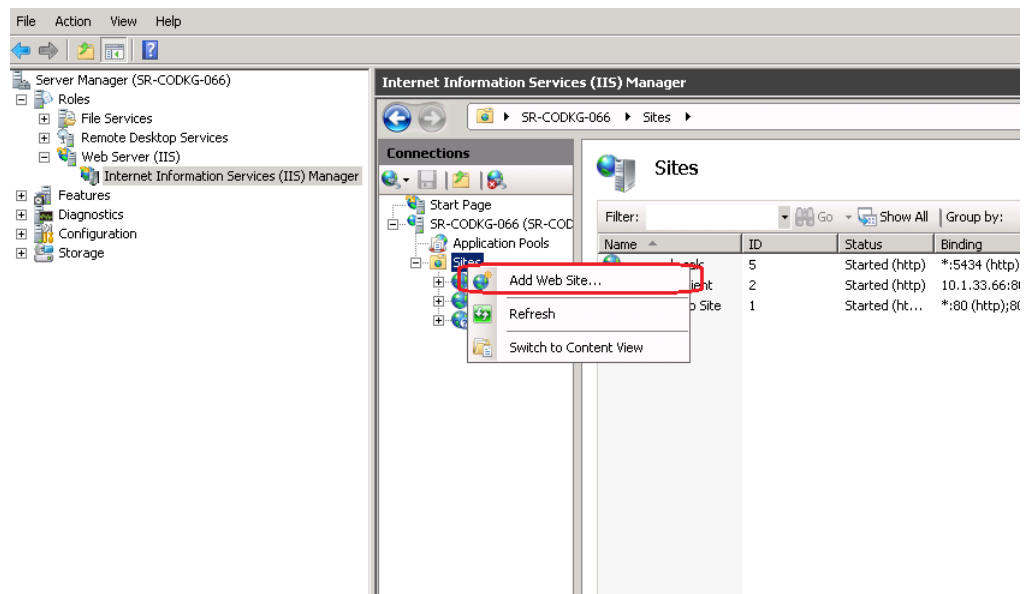 File Action View Help
Server Manager (SR-CODKG-066)
Roles
File Services
Remote Desktop Services
Web Server (IIS)
Internet Information Services (IIS) Manager
Features
Diagnostics
Configuration
Storage
Internet Information Services (IIS) Manager
SR-CODKG-066 Sites
Connections
Start Page
SR-CODKG-066 (SR-COD
Application Pools
Sites
Add Web Site...
Refresh
Switch to Content View
Sites
Filter: Go Show All Group by:
Name ID Status Binding
5 Started (http) *:5434 (http)
2 Started (http) 10.1.33.66:80
Site 1 Started (ht... *:80 (http);80